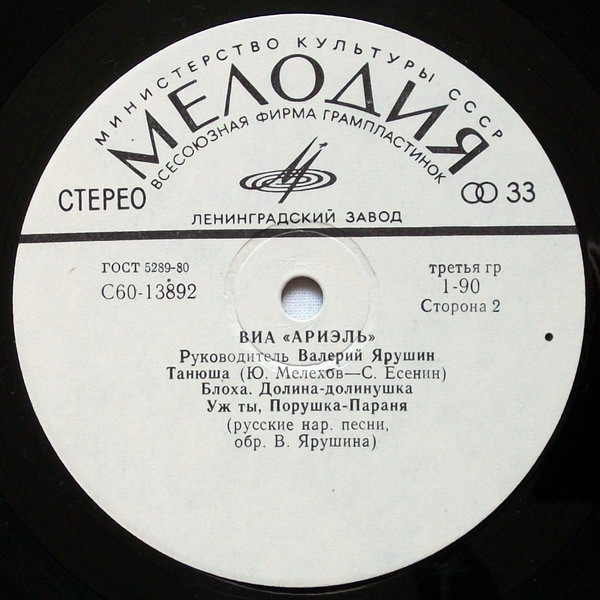 МИНИСТЕРСТВО КУЛЬТУРЫ СССР
МЕЛОДИЯ
ВСЕСОЮЗНАЯ ФИРМА ГРАМПЛАСТИНОК
СТЕРЕО
33
ЛЕНИНГРАДСКИЙ ЗАВОД
ГОСТ 5289-80
третья гр
С60-13892
1-90
Сторона 2
ВИА «АРИЭЛЬ»
Руководитель Валерий Ярушин
Танюша (Ю. Мелехов—С. Есенин)
Блоха. Долина-долинушка
Уж ты, Порушка-Параня
(русские нар. песни,
обр. В. Ярушина)